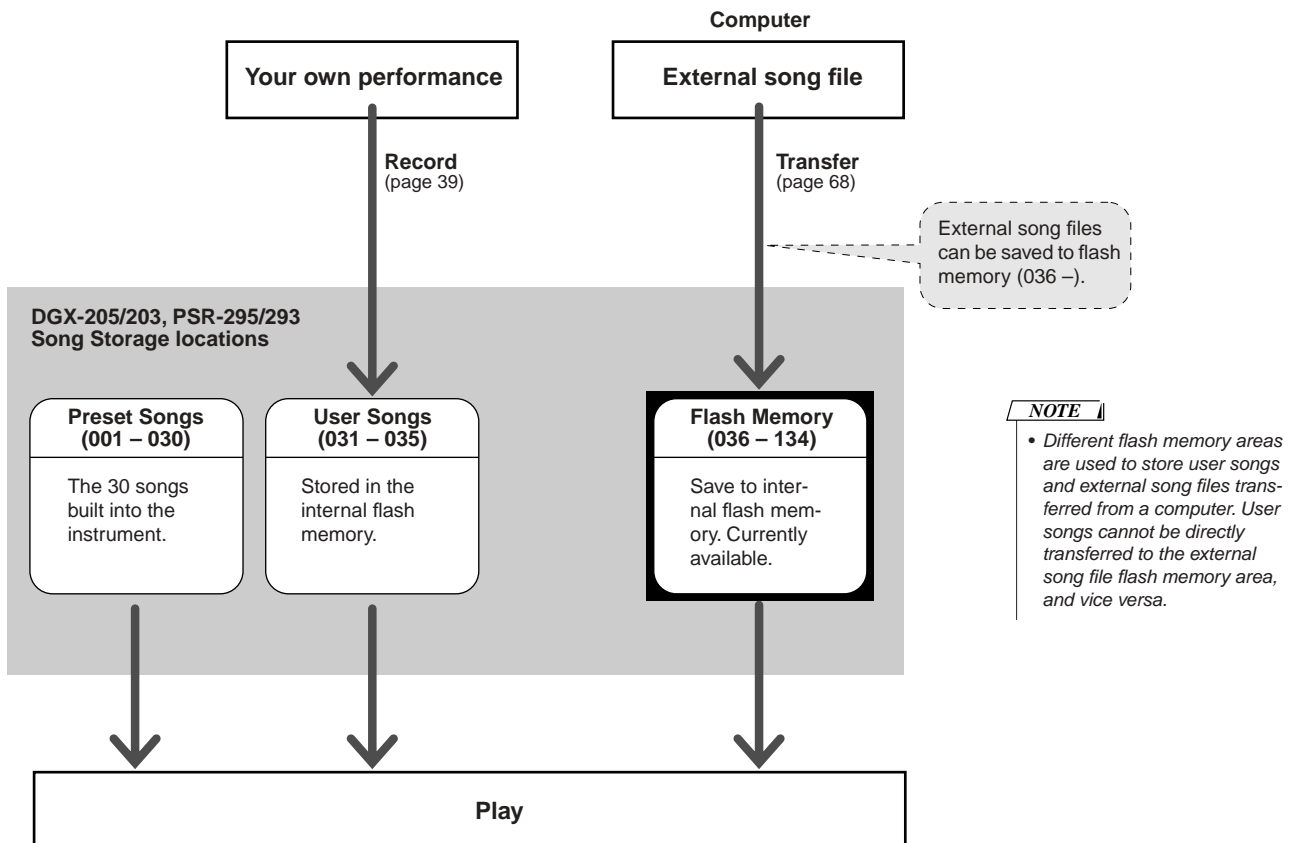 Computer
Your own performance
External song file
Record
(page 39)
Transfer
(page 68)
External song files
can be saved to flash
memory (036 –).
DGX-205/203, PSR-295/293
Song Storage locations
Preset Songs
(001 – 030)
The 30 songs
built into the
instrument.
User Songs
(031 – 035)
Stored in the
internal flash
memory.
Flash Memory
(036 – 134)
Save to inter-
nal flash mem-
ory. Currently
available.
NOTE
• Different flash memory areas
are used to store user songs
and external song files trans-
ferred from a computer. User
songs cannot be directly
transferred to the external
song file flash memory area,
and vice versa.
Play